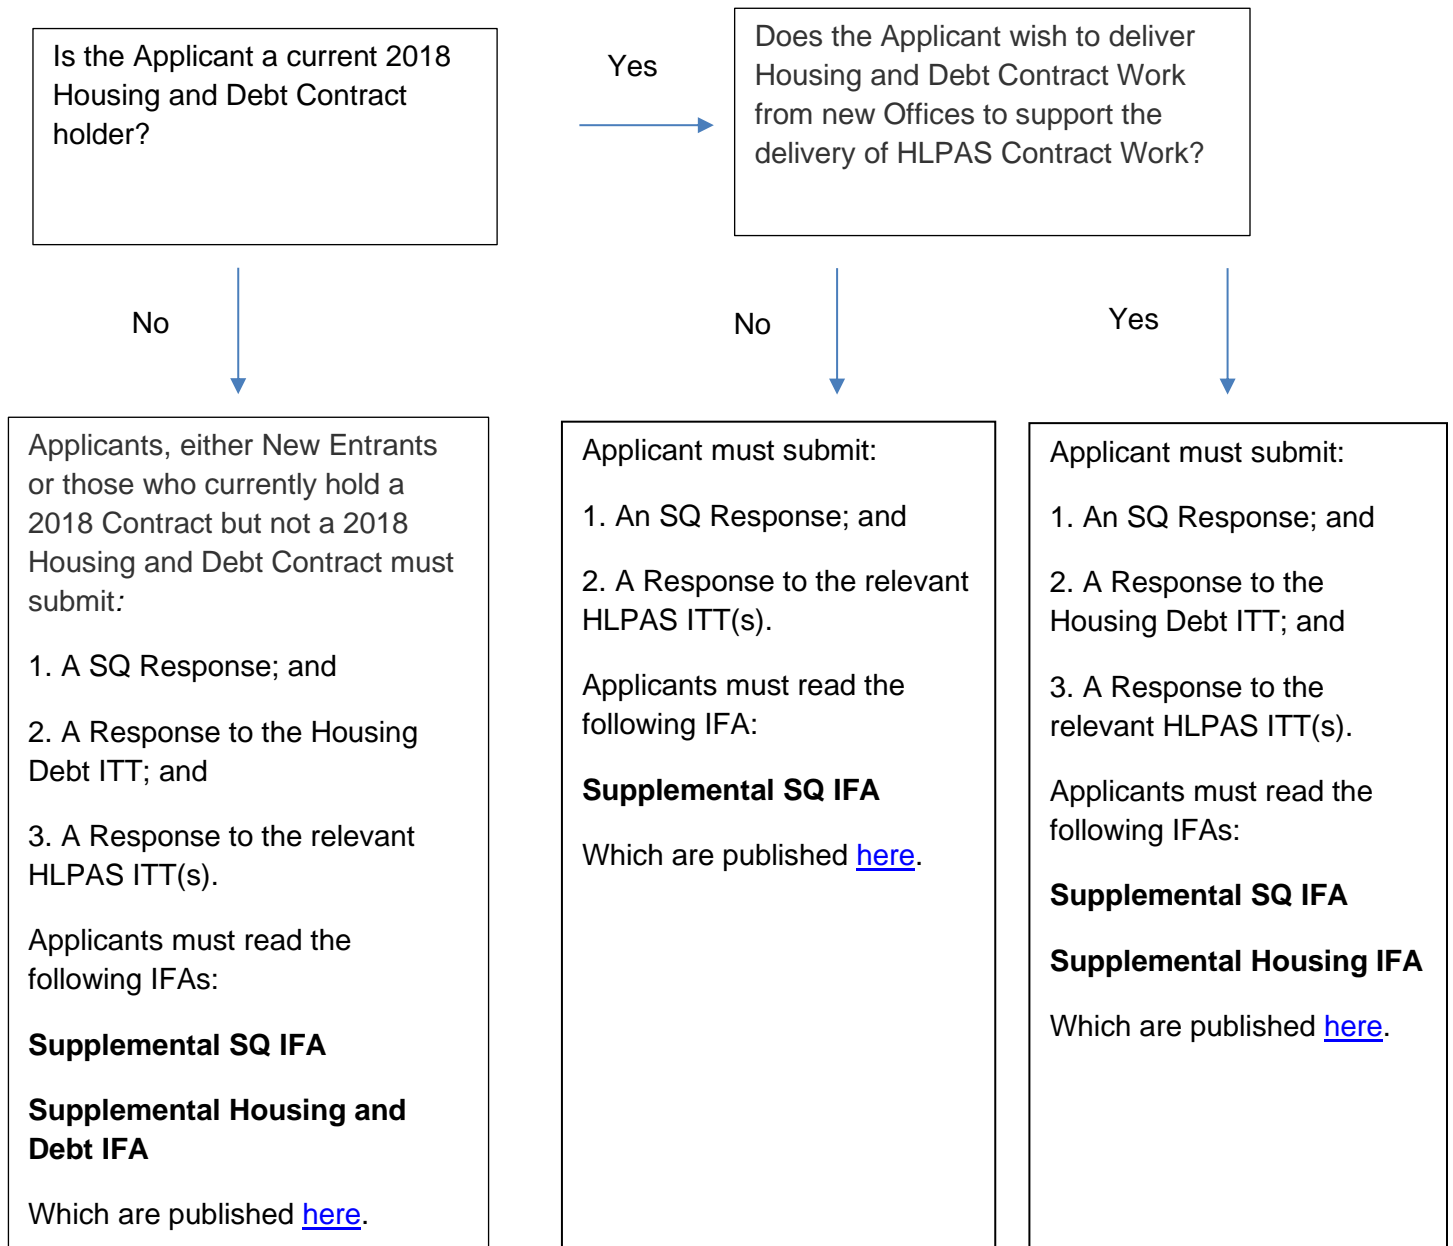 Is the Applicant a current 2018
Housing and Debt Contract
holder?
Yes
Does the Applicant wish to deliver
Housing and Debt Contract Work
from new Offices to support the
delivery of HLPAS Contract Work?
No
No
Yes
Applicants, either New Entrants
or those who currently hold a
2018 Contract but not a 2018
Housing and Debt Contract must
submit:
1. A SQ Response; and
2. A Response to the Housing
Debt ITT; and
3. A Response to the relevant
HLPAS ITT(s).
Applicants must read the
following IFAs:
Supplemental SQ IFA
Supplemental Housing and
Debt IFA
Which are published here.
Applicant must submit:
1. An SQ Response; and
2. A Response to the relevant
HLPAS ITT(s).
Applicants must read the
following IFA:
Supplemental SQ IFA
Which are published here.
Applicant must submit:
1. An SQ Response; and
2. A Response to the
Housing Debt ITT; and
3. A Response to the
relevant HLPAS ITT(s).
Applicants must read the
following IFAs:
Supplemental SQ IFA
Supplemental Housing IFA
Which are published here.